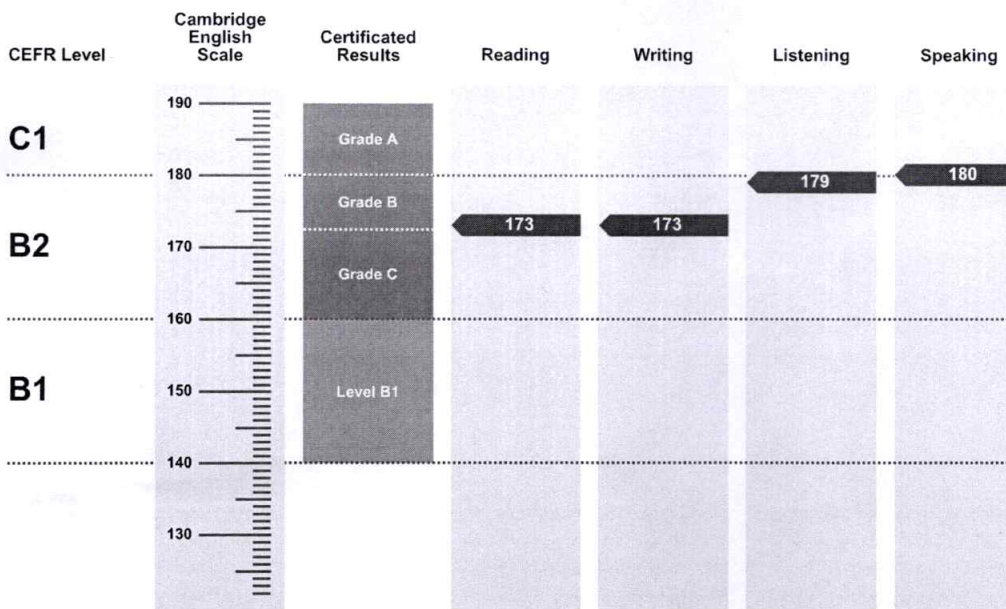 CEFR Level
Cambridge
English
Scale
Certificated
Results
Reading
Writing
Listening
Speaking
190
C1
Grade A
180
179
180
Grade B
173
173
B2
170
Grade C
160
B1
150
Level B1
140
130